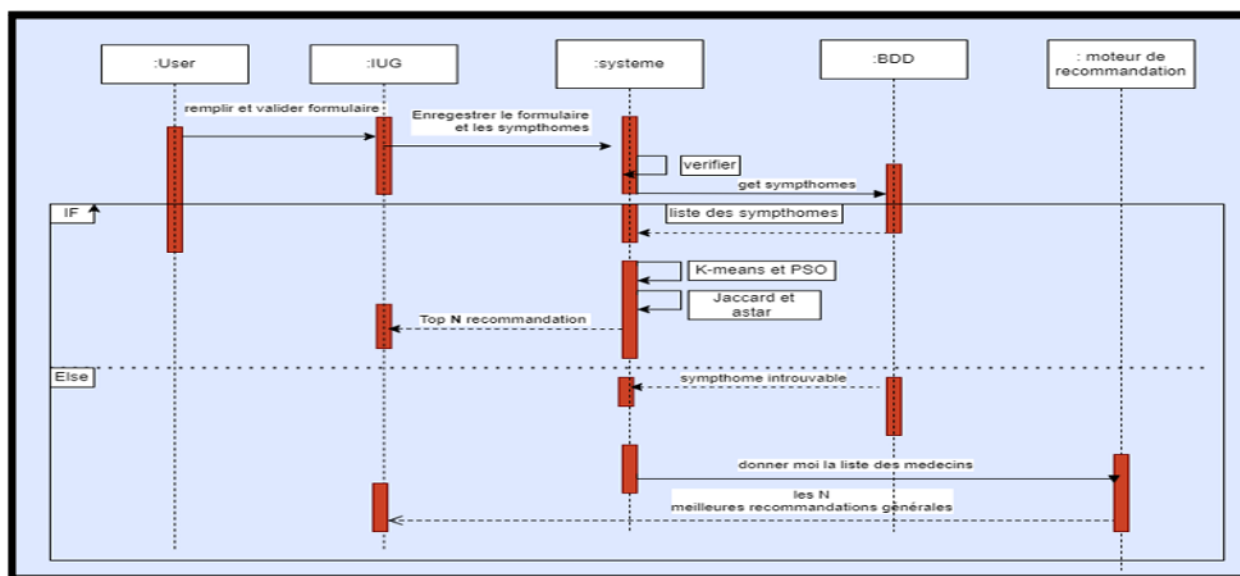 :User
:IUG
:systeme
:BDD
: moteur de
recommandation
remplir et valider formulaire
Enregestrer le formulaire
et les sympthomes
verifier
get sympthomes
IF
liste des sympthomes
K-means et PSO
Jaccard et
astar
Top N recommandation
Else
sympthome introuvable
donner moi la liste des medecins
les N
meilleures recommandations générales